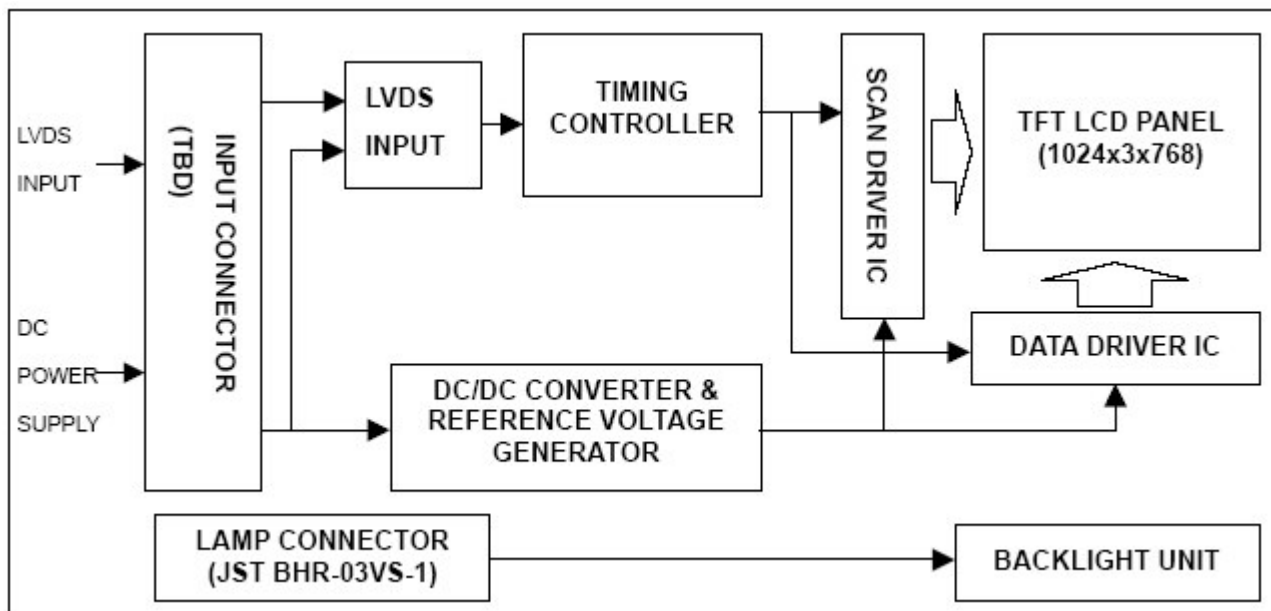 LVDS
INPUT
DC
POWER
SUPPLY
INPUT CONNECTOR
(TBD)
LVDS
INPUT
TIMING
CONTROLLER
SCAN DRIVER IC
TFT LCD PANEL
(1024x3x768)
DATA DRIVER IC
DC/DC CONVERTER &
REFERENCE VOLTAGE
GENERATOR
LAMP CONNECTOR
(JST BHR-03VS-1)
BACKLIGHT UNIT